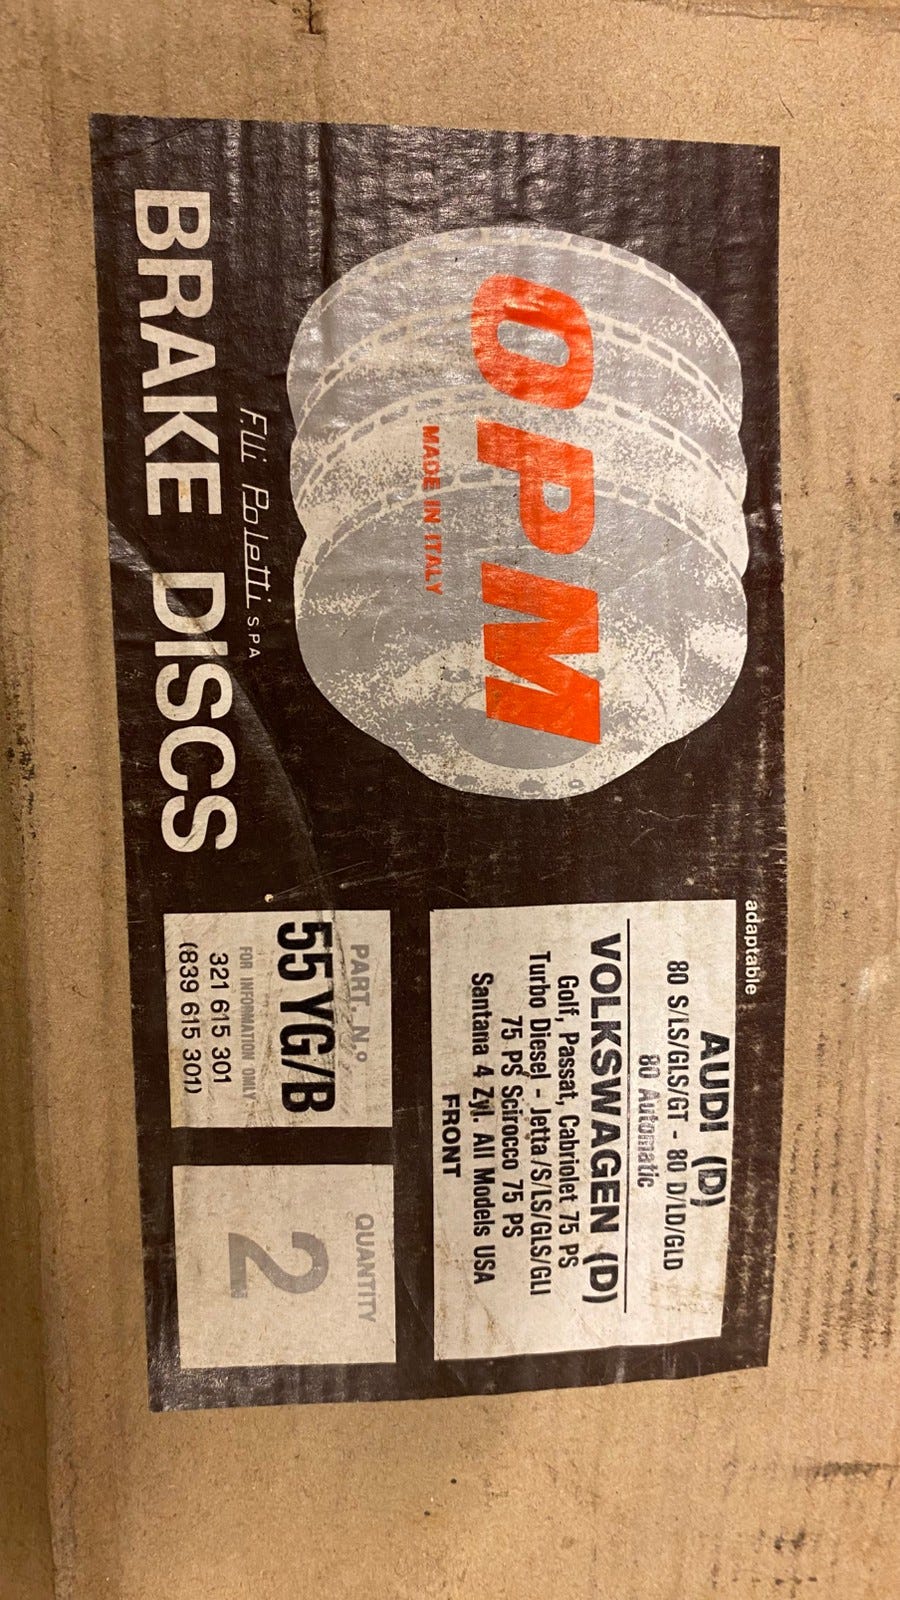 OPM
MADE IN ITALY
F.lli Poletti S.P.A
BRAKE DISCS
adaptable
AUDI (D)
80 S/LS/GLS/GT - 80 D/LD/GLD
80 Automatic
VOLKSWAGEN (D)
Golf, Passat, Cabriolet 75 PS
Turbo Diesel - Jetta/S/LS/GLS/GLI
75 PS Scirocco 75 PS
Santana 4 Zyl. All Models USA
FRONT
PART. N.º
55 YG/B
FOR INFORMATION ONLY
321 615 301
(839 615 301)
QUANTITY
2